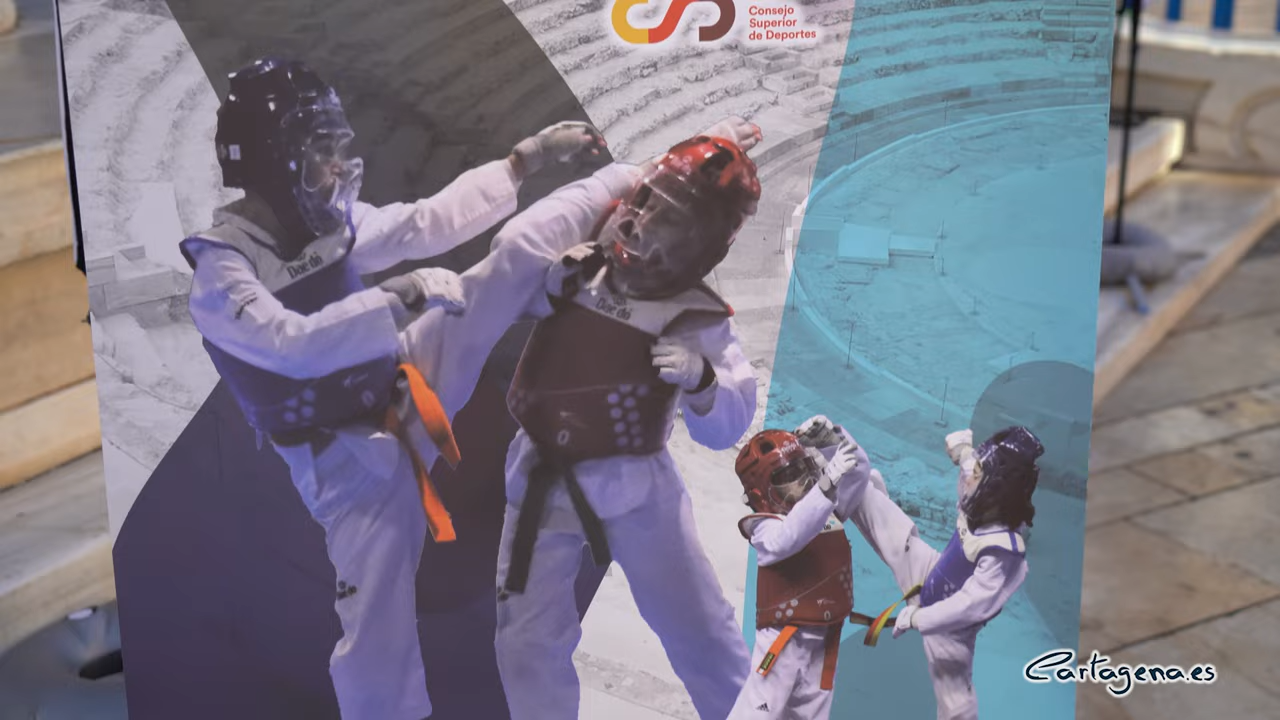 Consejo
Superior
de Deportes
Daedo
Daedo
Cartagena.es